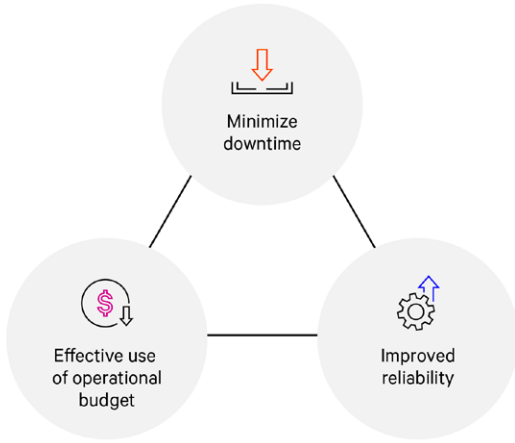 Minimize
downtime
$
Effective use
of operational
budget
Improved
reliability